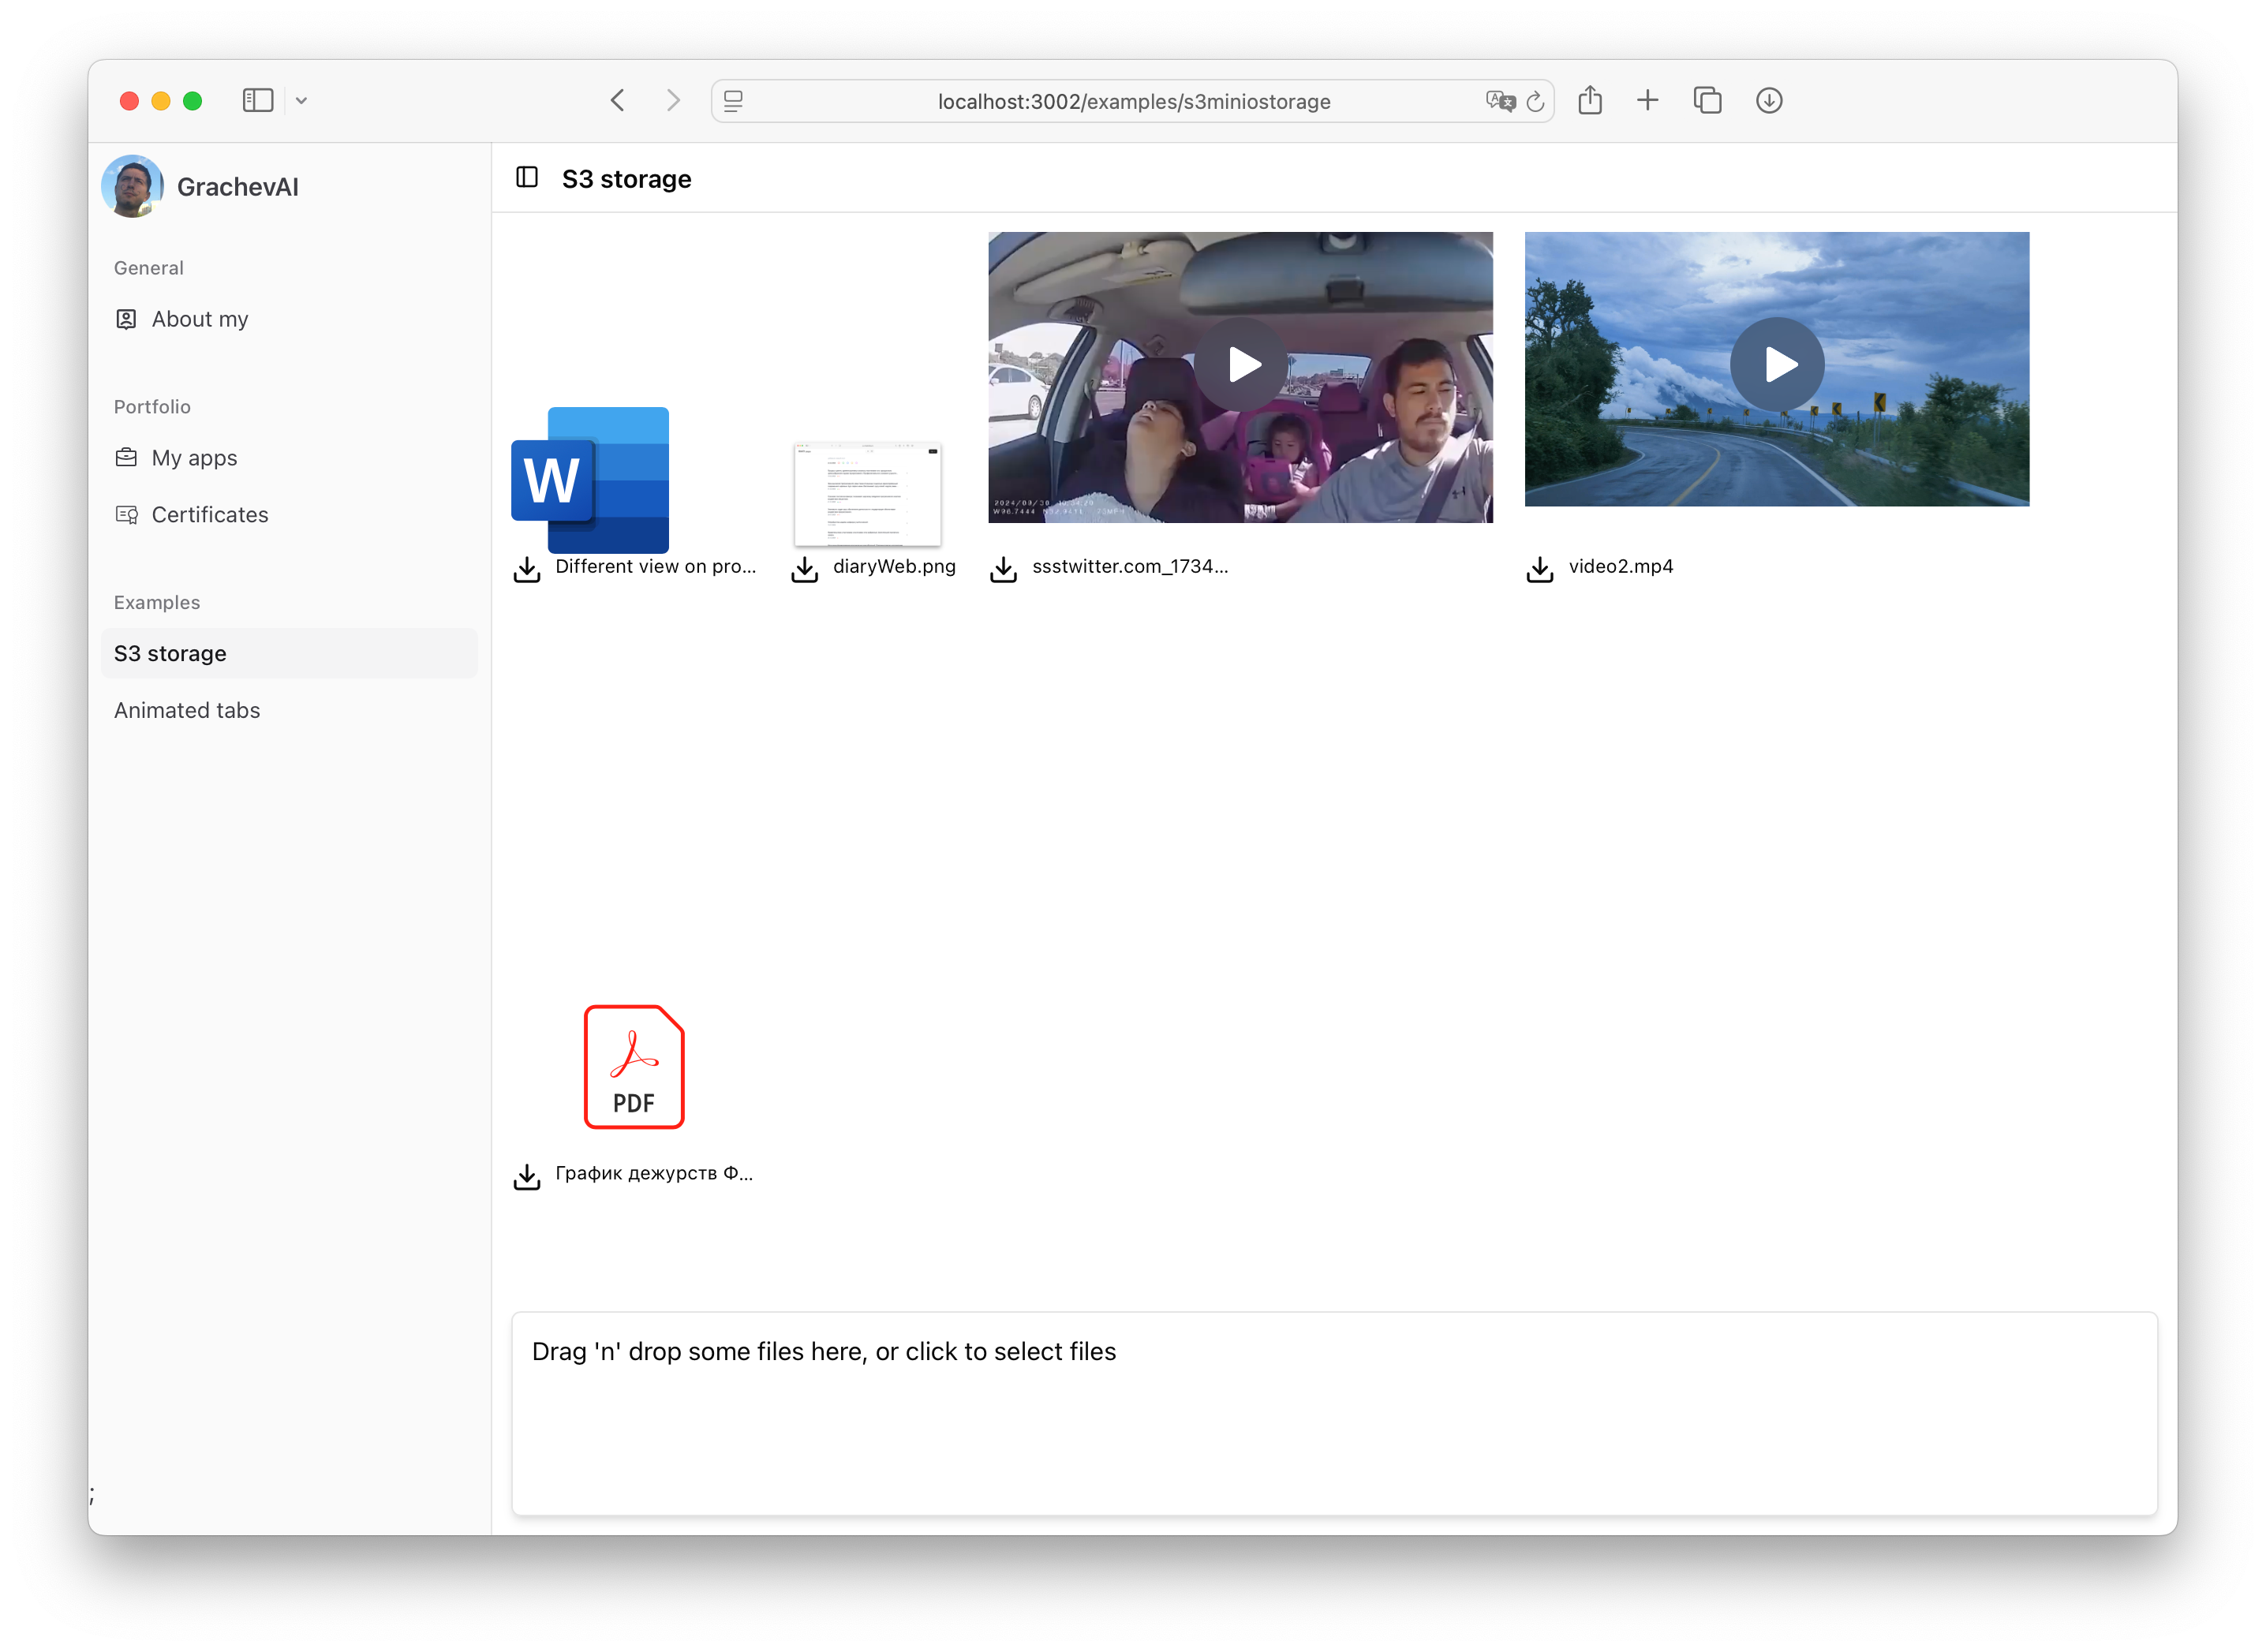 localhost:3002/examples/s3miniostorage
GrachevAI
General
About my
Portfolio
My apps
Certificates
Examples
S3 storage
Animated tabs
;
S3 storage
W
Different view on pro...
diaryWeb.png
ssstwitter.com_1734...
video2.mp4
PDF
График дежурств Ф...
Drag 'n' drop some files here, or click to select files